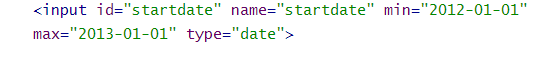 <input id="startdate" name="startdate" min="2012-01-01"
max="2013-01-01" type="date">